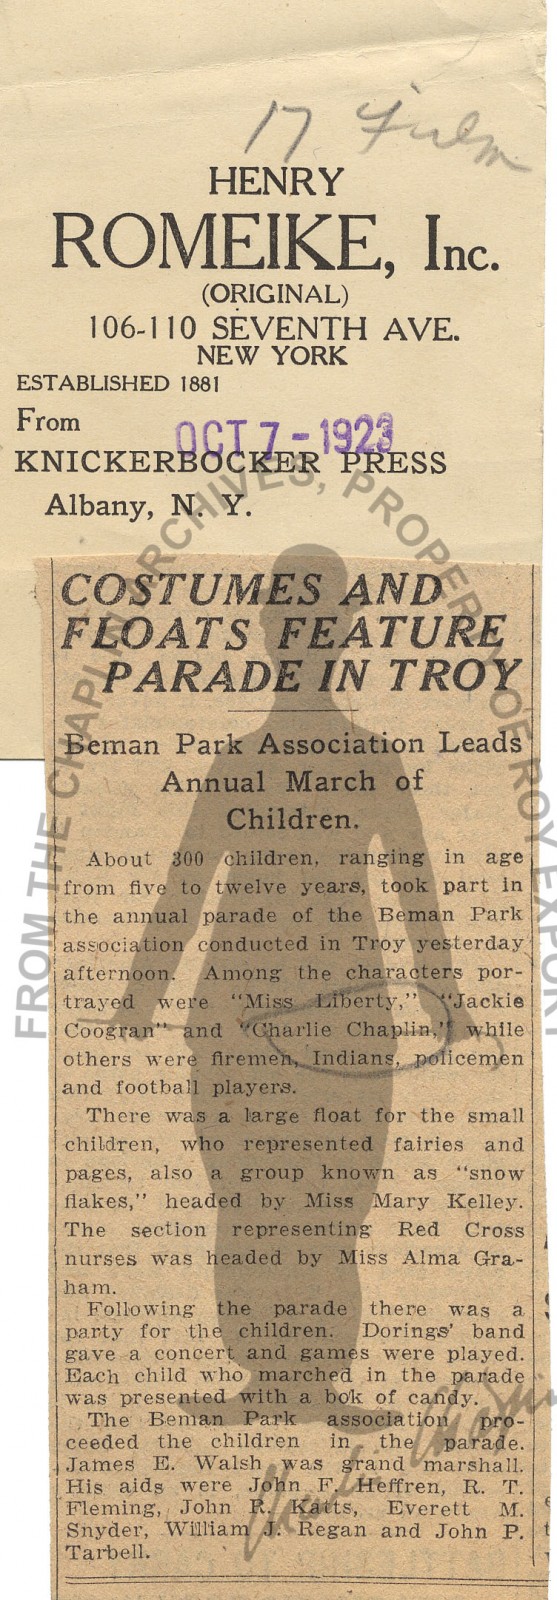 17 Film
HENRY
ROMEIKE, Inc.
(ORIGINAL)
106-110 SEVENTH AVE.
NEW YORK
ESTABLISHED 1881
From
OCT 7 - 1923
KNICKERBOCKER PRESS
Albany, N. Y.
FROM THE CHAPLIN ARCHIVES, PROPERTY OF ROY EXPORT
COSTUMES AND
FLOATS FEATURE
PARADE IN TROY
Beman Park Association Leads
Annual March of
Children.
About 300 children, ranging in age
from five to twelve years, took part in
the annual parade of the Beman Park
association conducted in Troy yesterday
afternoon. Among the characters por-
trayed were "Miss Liberty," "Jackie
Coogran" and "Charlie Chaplin," while
others were firemen, Indians, policemen
and football players.
There was a large float for the small
children, who represented fairies and
pages, also a group known as "snow
flakes," headed by Miss Mary Kelley.
The section representing Red Cross
nurses was headed by Miss Alma Gra-
ham.
Following the parade there was a
party for the children. Dorings' band
gave a concert and games were played.
Each child who marched in the parade
was presented with a bok of candy.
The Beman Park association pro-
ceeded the children in the parade.
James E. Walsh was grand marshall.
His aids were John F. Heffren, R. T.
Fleming, John R. Katts, Everett M.
Snyder, William J. Regan and John P.
Tarbell.
Charlie Chaplin